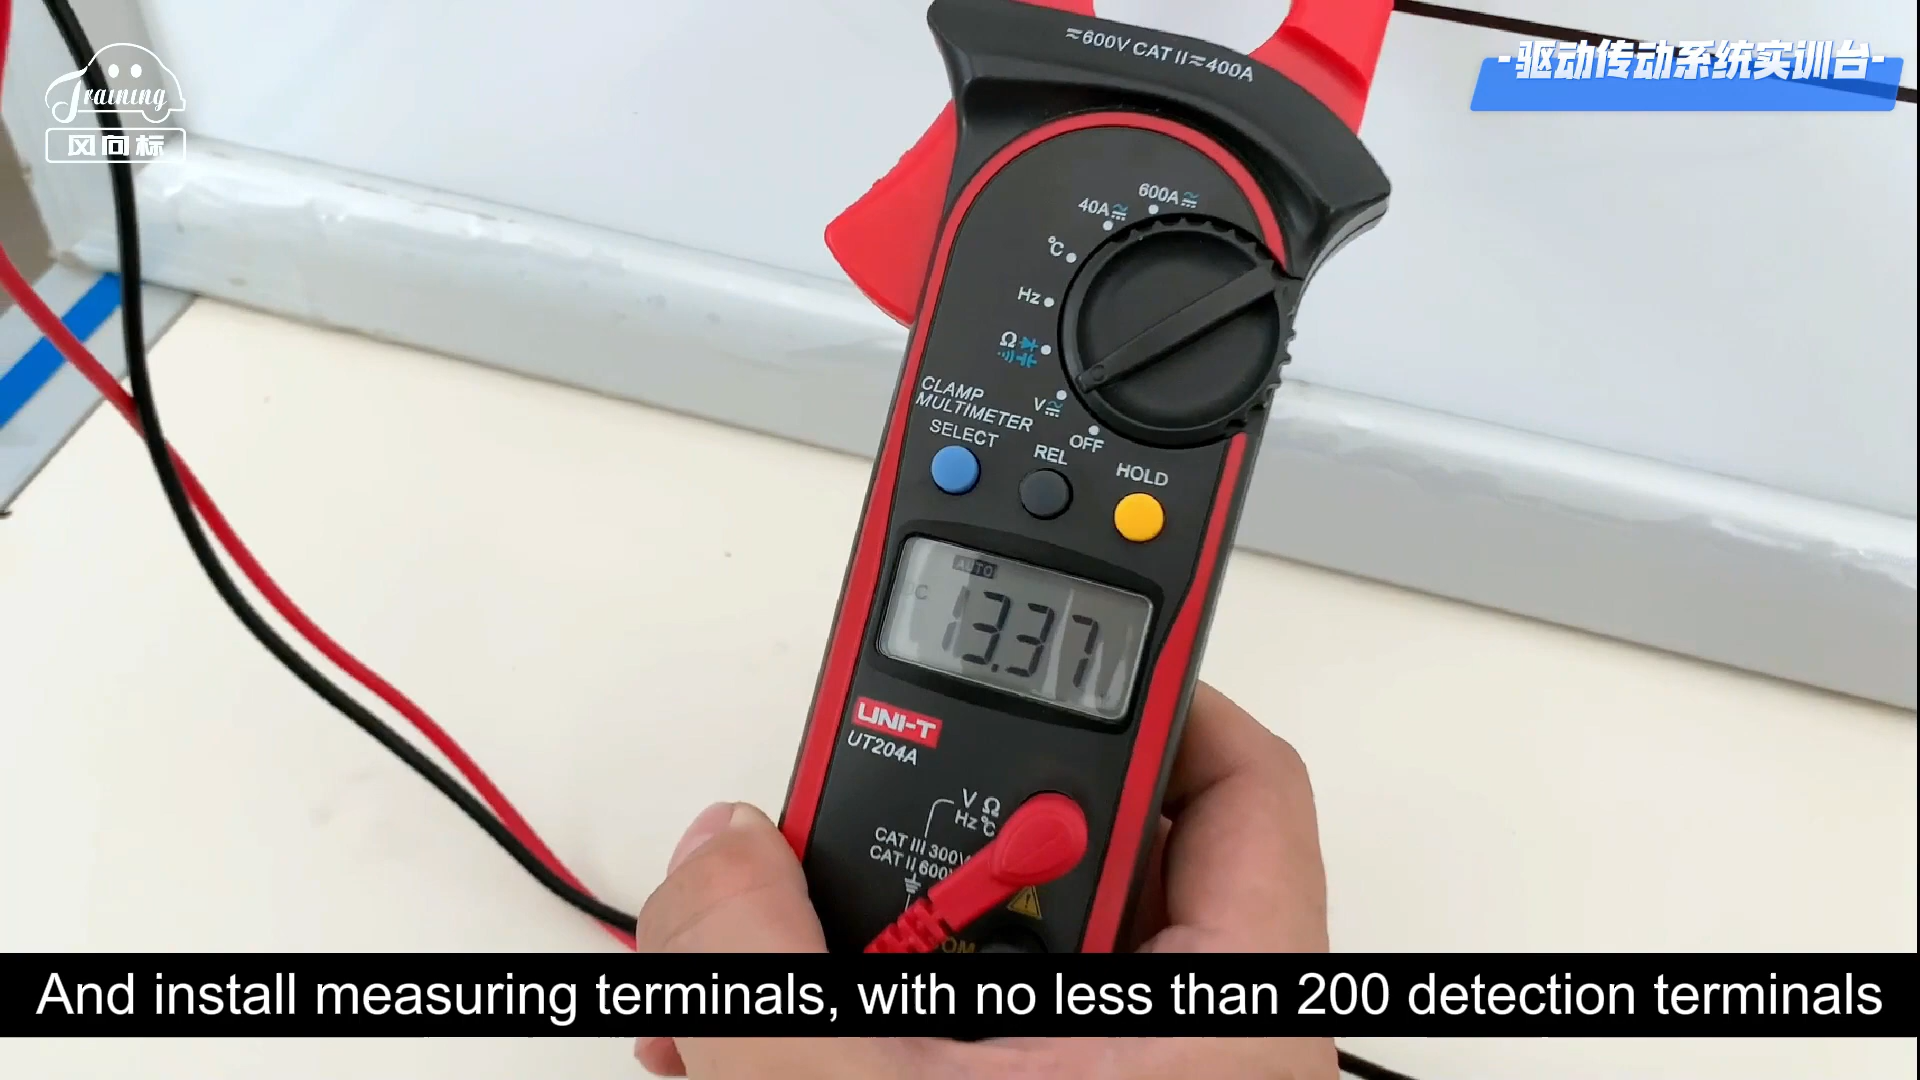 ≂600V CAT II≂400A
-驱动传动系统实训台-
Training
风向标
600A
40A
℃
Hz
Ω
V
OFF
CLAMP
MULTIMETER
SELECT
REL
HOLD
AUTO
DC
13.37V
UNI-T
UT204A
V Ω
Hz ℃
CAT III 300V
CAT II 600V
And install measuring terminals, with no less than 200 detection terminals